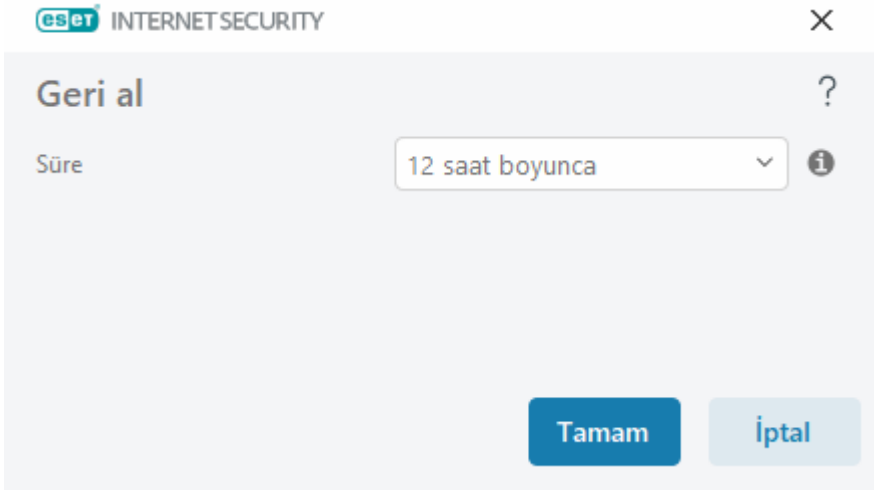 eset INTERNET SECURITY
Geri al
?
Süre
12 saat boyunca
Tamam
İptal